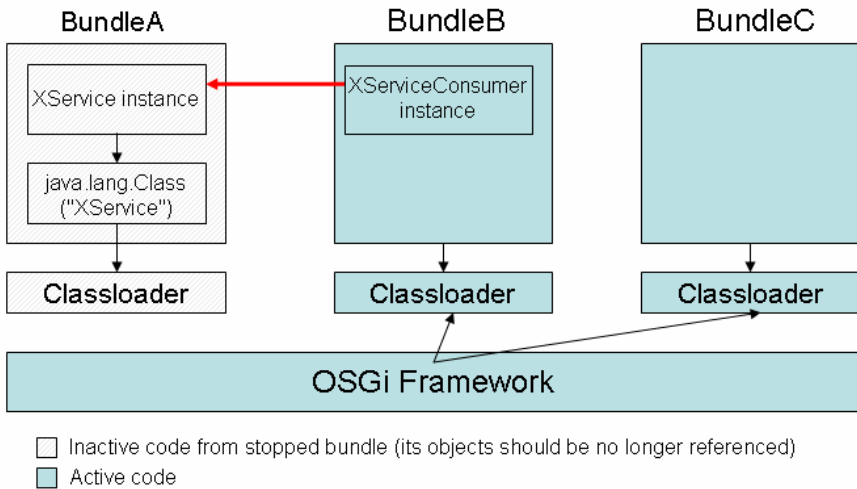 BundleA
BundleB
BundleC
XService instance
java.lang.Class
("XService")
XServiceConsumer
instance
Classloader
Classloader
Classloader
OSGi Framework
Inactive code from stopped bundle (its objects should be no longer referenced)
Active code